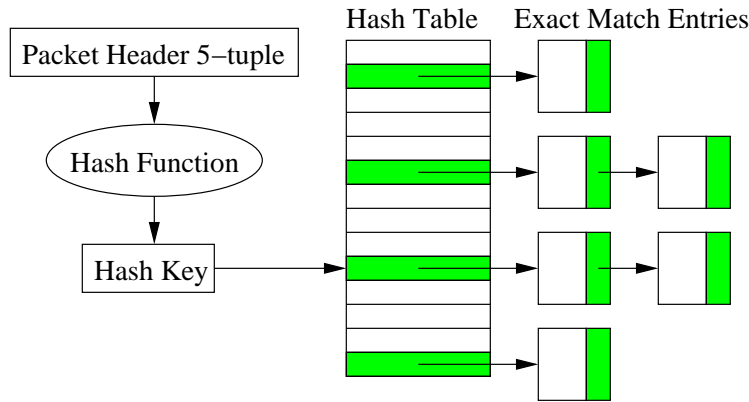 Hash Table
Exact Match Entries
Packet Header 5−tuple
Hash Function
Hash Key